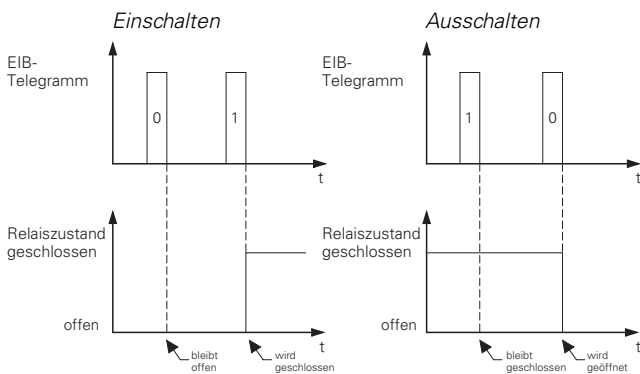 Einschalten
EIB-
Telegramm
0
1
t
Relaiszustand
geschlossen
offen
t
bleibt
offen
wird
geschlossen
Ausschalten
EIB-
Telegramm
1
0
t
Relaiszustand
geschlossen
offen
t
bleibt
geschlossen
wird
geöffnet